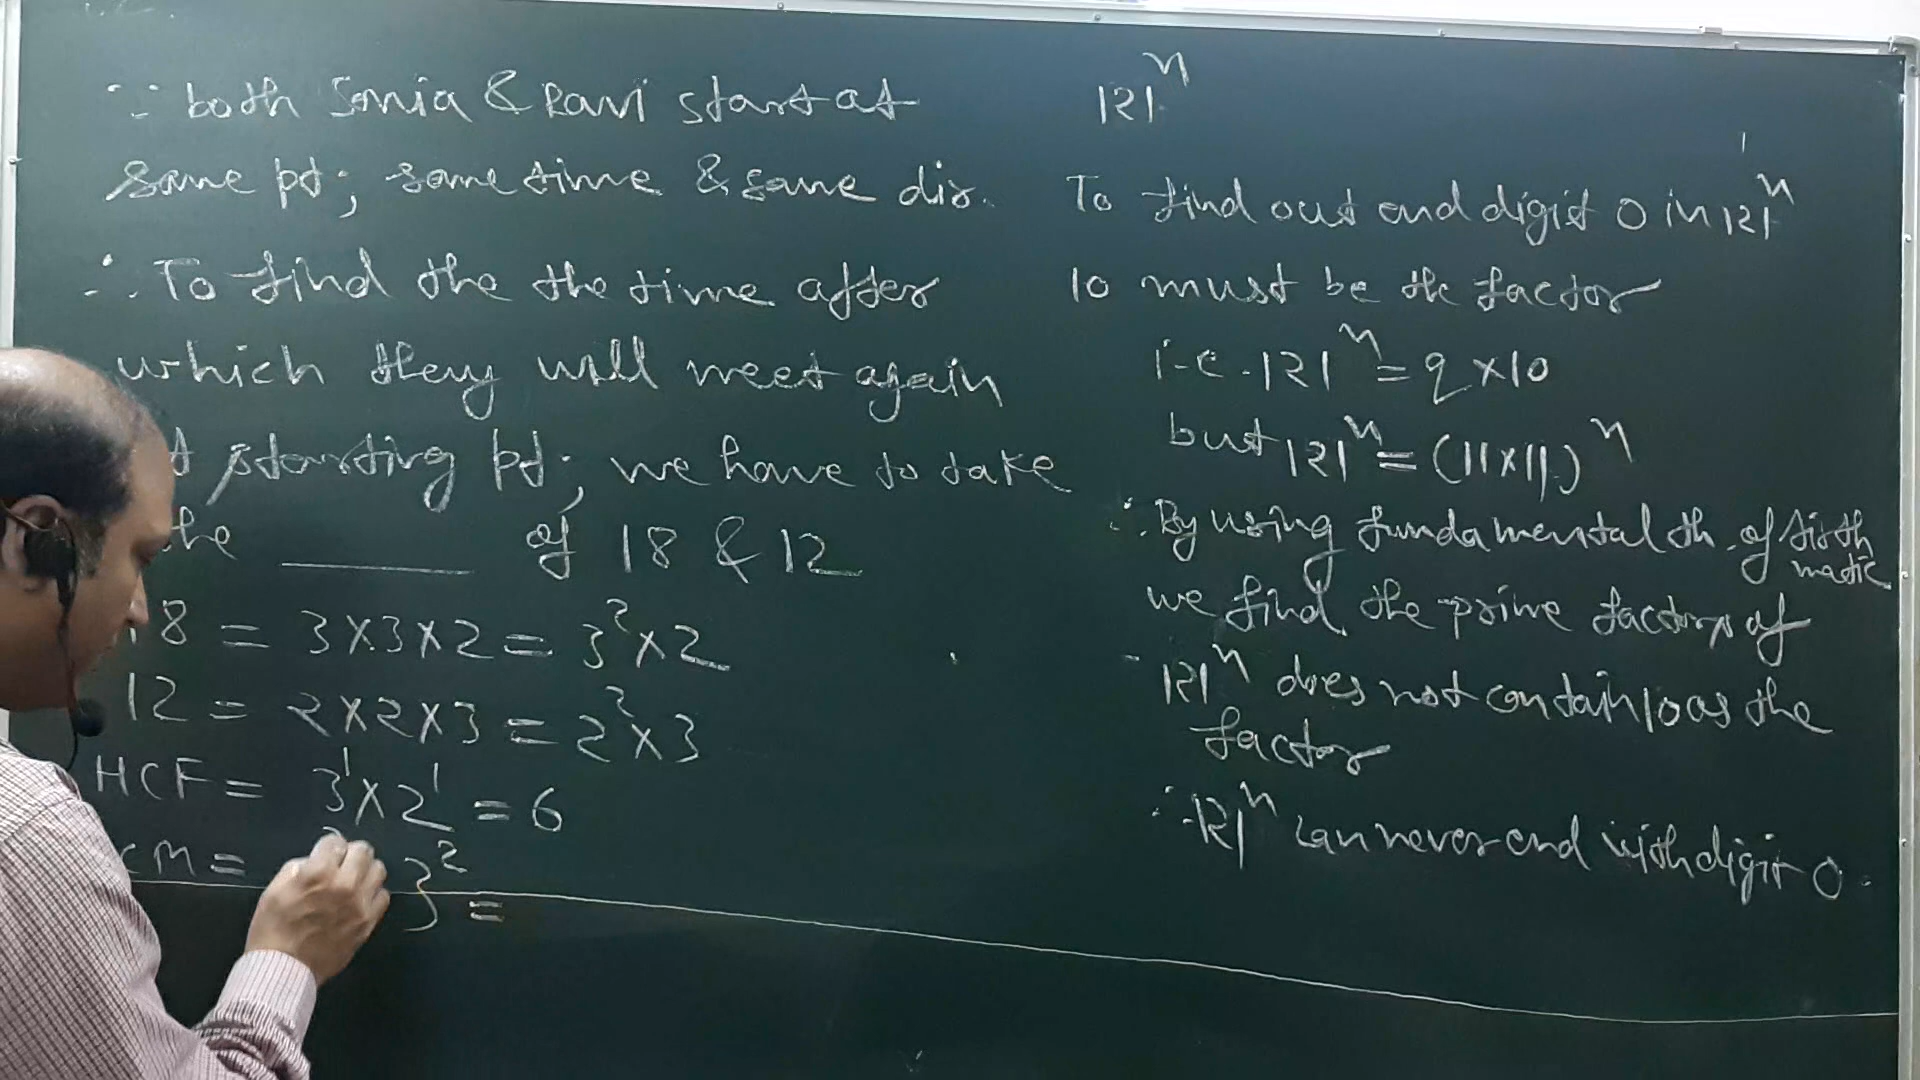 ∵ both Sonia & Ravi start at
same pt; same time & same dir.
∴ To find the the time after
which they will meet again
starting pt; we have to take
the ______ of 18 & 12
18 = 3×3×2 = 3²×2
12 = 2×2×3 = 2²×3
HCF = 3¹×2¹ = 6
CM = 3² =
121ⁿ
To find out end digit 0 in 121ⁿ
10 must be the factor
i.e. 121ⁿ = q×10
but 121ⁿ = (11×11)ⁿ
∴ By using fundamental th. of
we find the prime factors of
121ⁿ does not contain 10 as the
factor
∴ 121ⁿ can never end with digit 0.